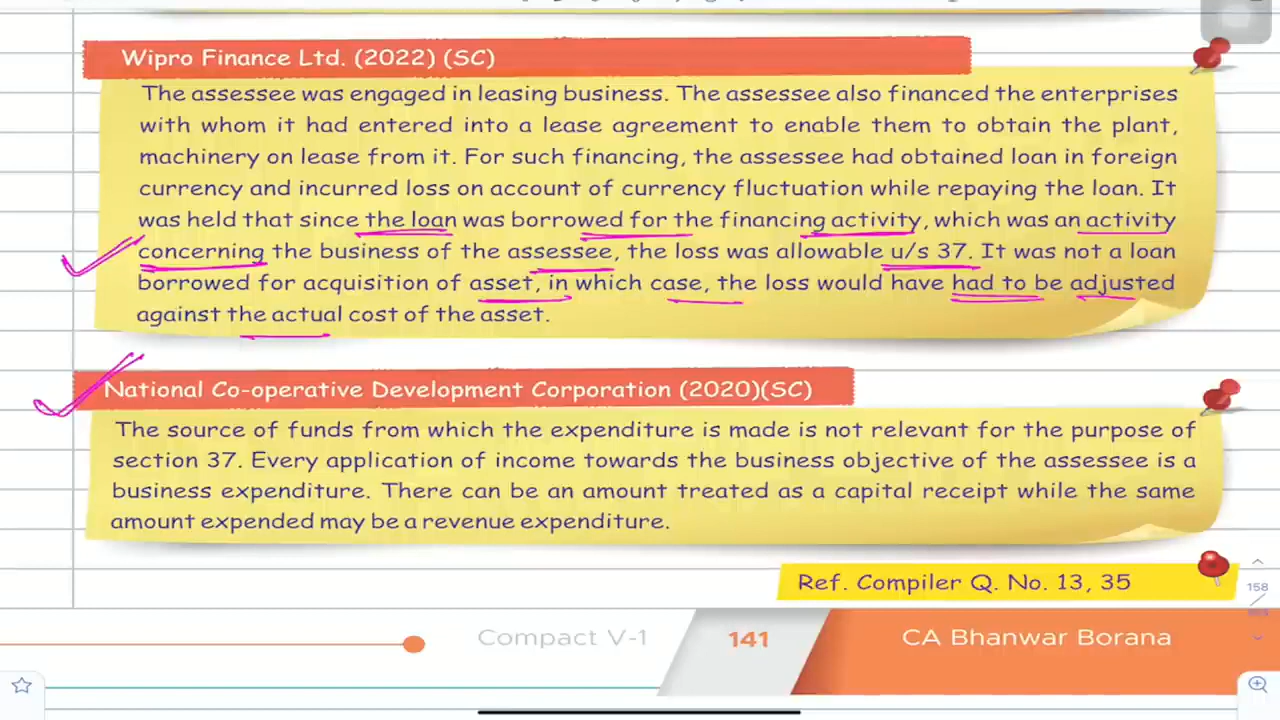 Wipro Finance Ltd. (2022) (SC)
The assessee was engaged in leasing business. The assessee also financed the enterprises
with whom it had entered into a lease agreement to enable them to obtain the plant,
machinery on lease from it. For such financing, the assessee had obtained loan in foreign
currency and incurred loss on account of currency fluctuation while repaying the loan. It
was held that since the loan was borrowed for the financing activity, which was an activity
concerning the business of the assessee, the loss was allowable u/s 37. It was not a loan
borrowed for acquisition of asset, in which case, the loss would have had to be adjusted
against the actual cost of the asset.
National Co-operative Development Corporation (2020)(SC)
The source of funds from which the expenditure is made is not relevant for the purpose of
section 37. Every application of income towards the business objective of the assessee is a
business expenditure. There can be an amount treated as a capital receipt while the same
amount expended may be a revenue expenditure.
Ref. Compiler Q. No. 13, 35
158
Compact V-1 141 CA Bhanwar Borana